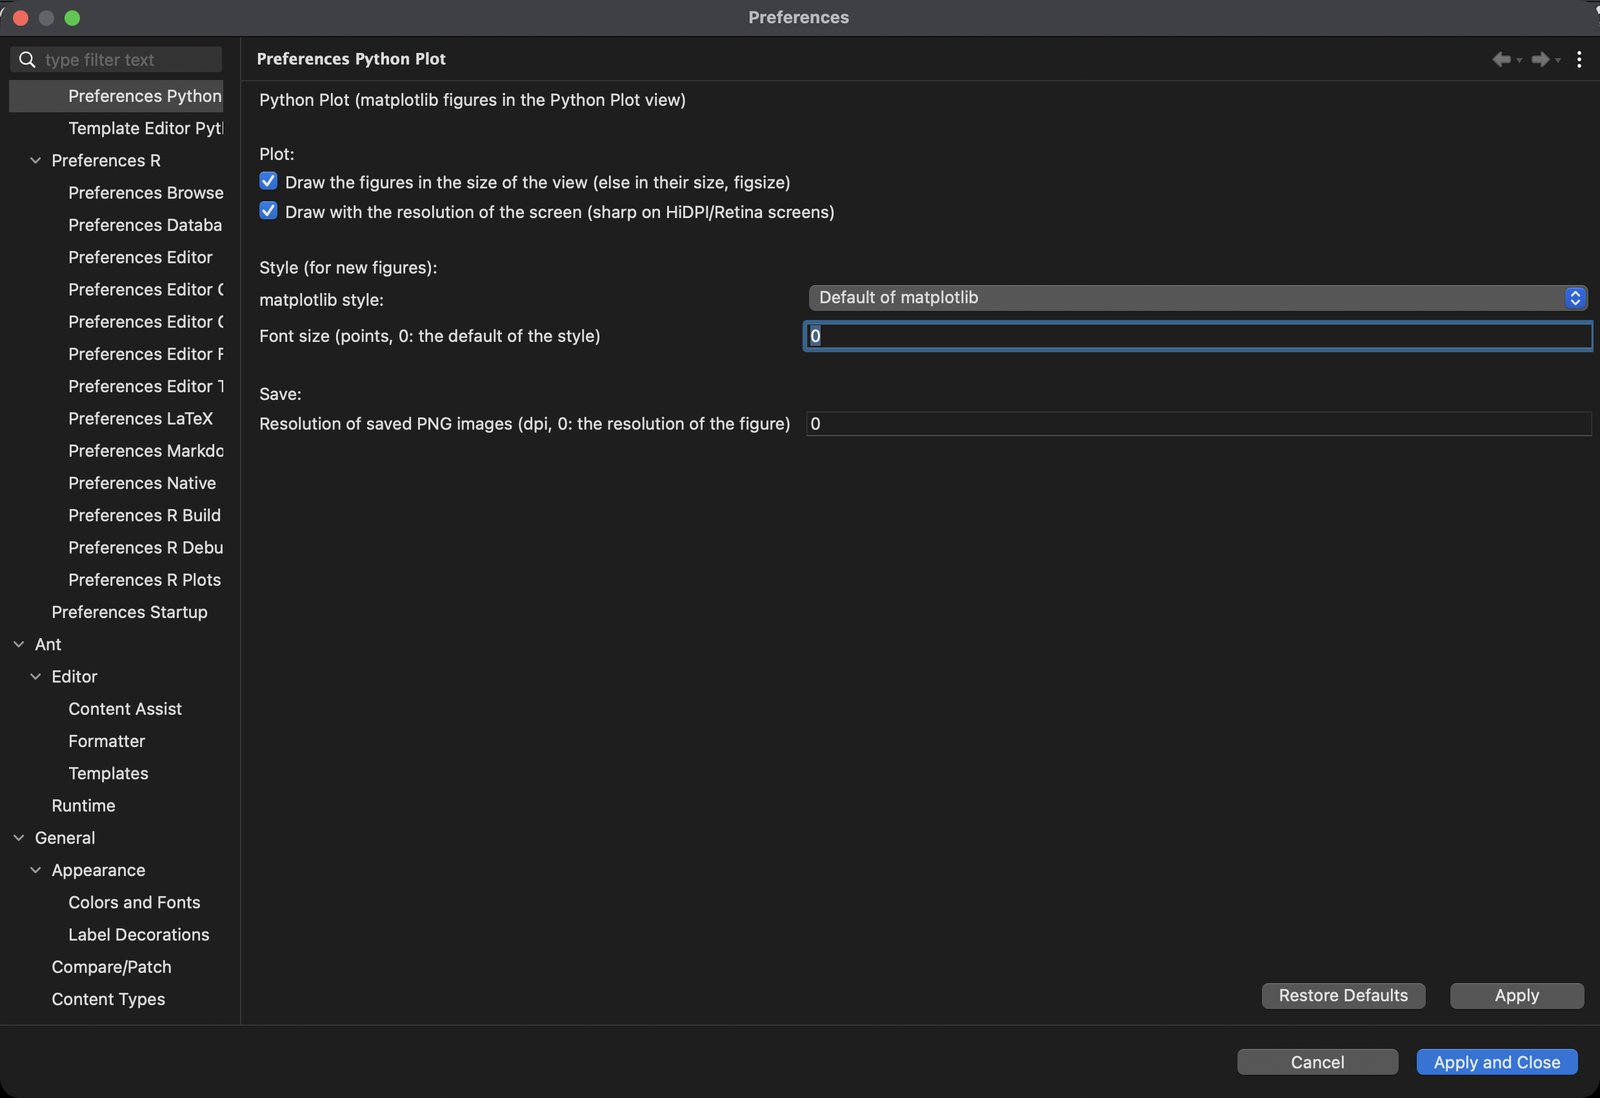 Preferences
type filter text
Preferences Python
Template Editor Pyt
Preferences R
Preferences Browse
Preferences Databa
Preferences Editor
Preferences Editor
Preferences Editor
Preferences Editor F
Preferences Editor T
Preferences LaTeX
Preferences Markdo
Preferences Native
Preferences R Build
Preferences R Debu
Preferences R Plots
Preferences Startup
Ant
Editor
Content Assist
Formatter
Templates
Runtime
General
Appearance
Colors and Fonts
Label Decorations
Compare/Patch
Content Types
Preferences Python Plot
Python Plot (matplotlib figures in the Python Plot view)
Plot:
Draw the figures in the size of the view (else in their size, figsize)
Draw with the resolution of the screen (sharp on HiDPI/Retina screens)
Style (for new figures):
matplotlib style: Default of matplotlib
Font size (points, 0: the default of the style) 0
Save:
Resolution of saved PNG images (dpi, 0: the resolution of the figure) 0
Restore Defaults Apply
Cancel Apply and Close